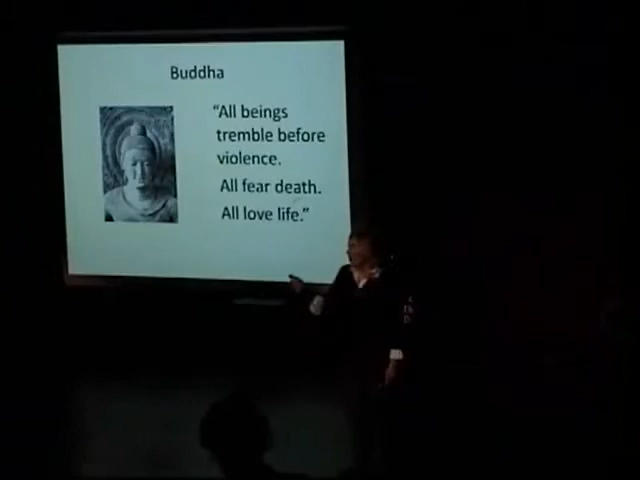 Buddha
“All beings
tremble before
violence.
All fear death.
All love life.”